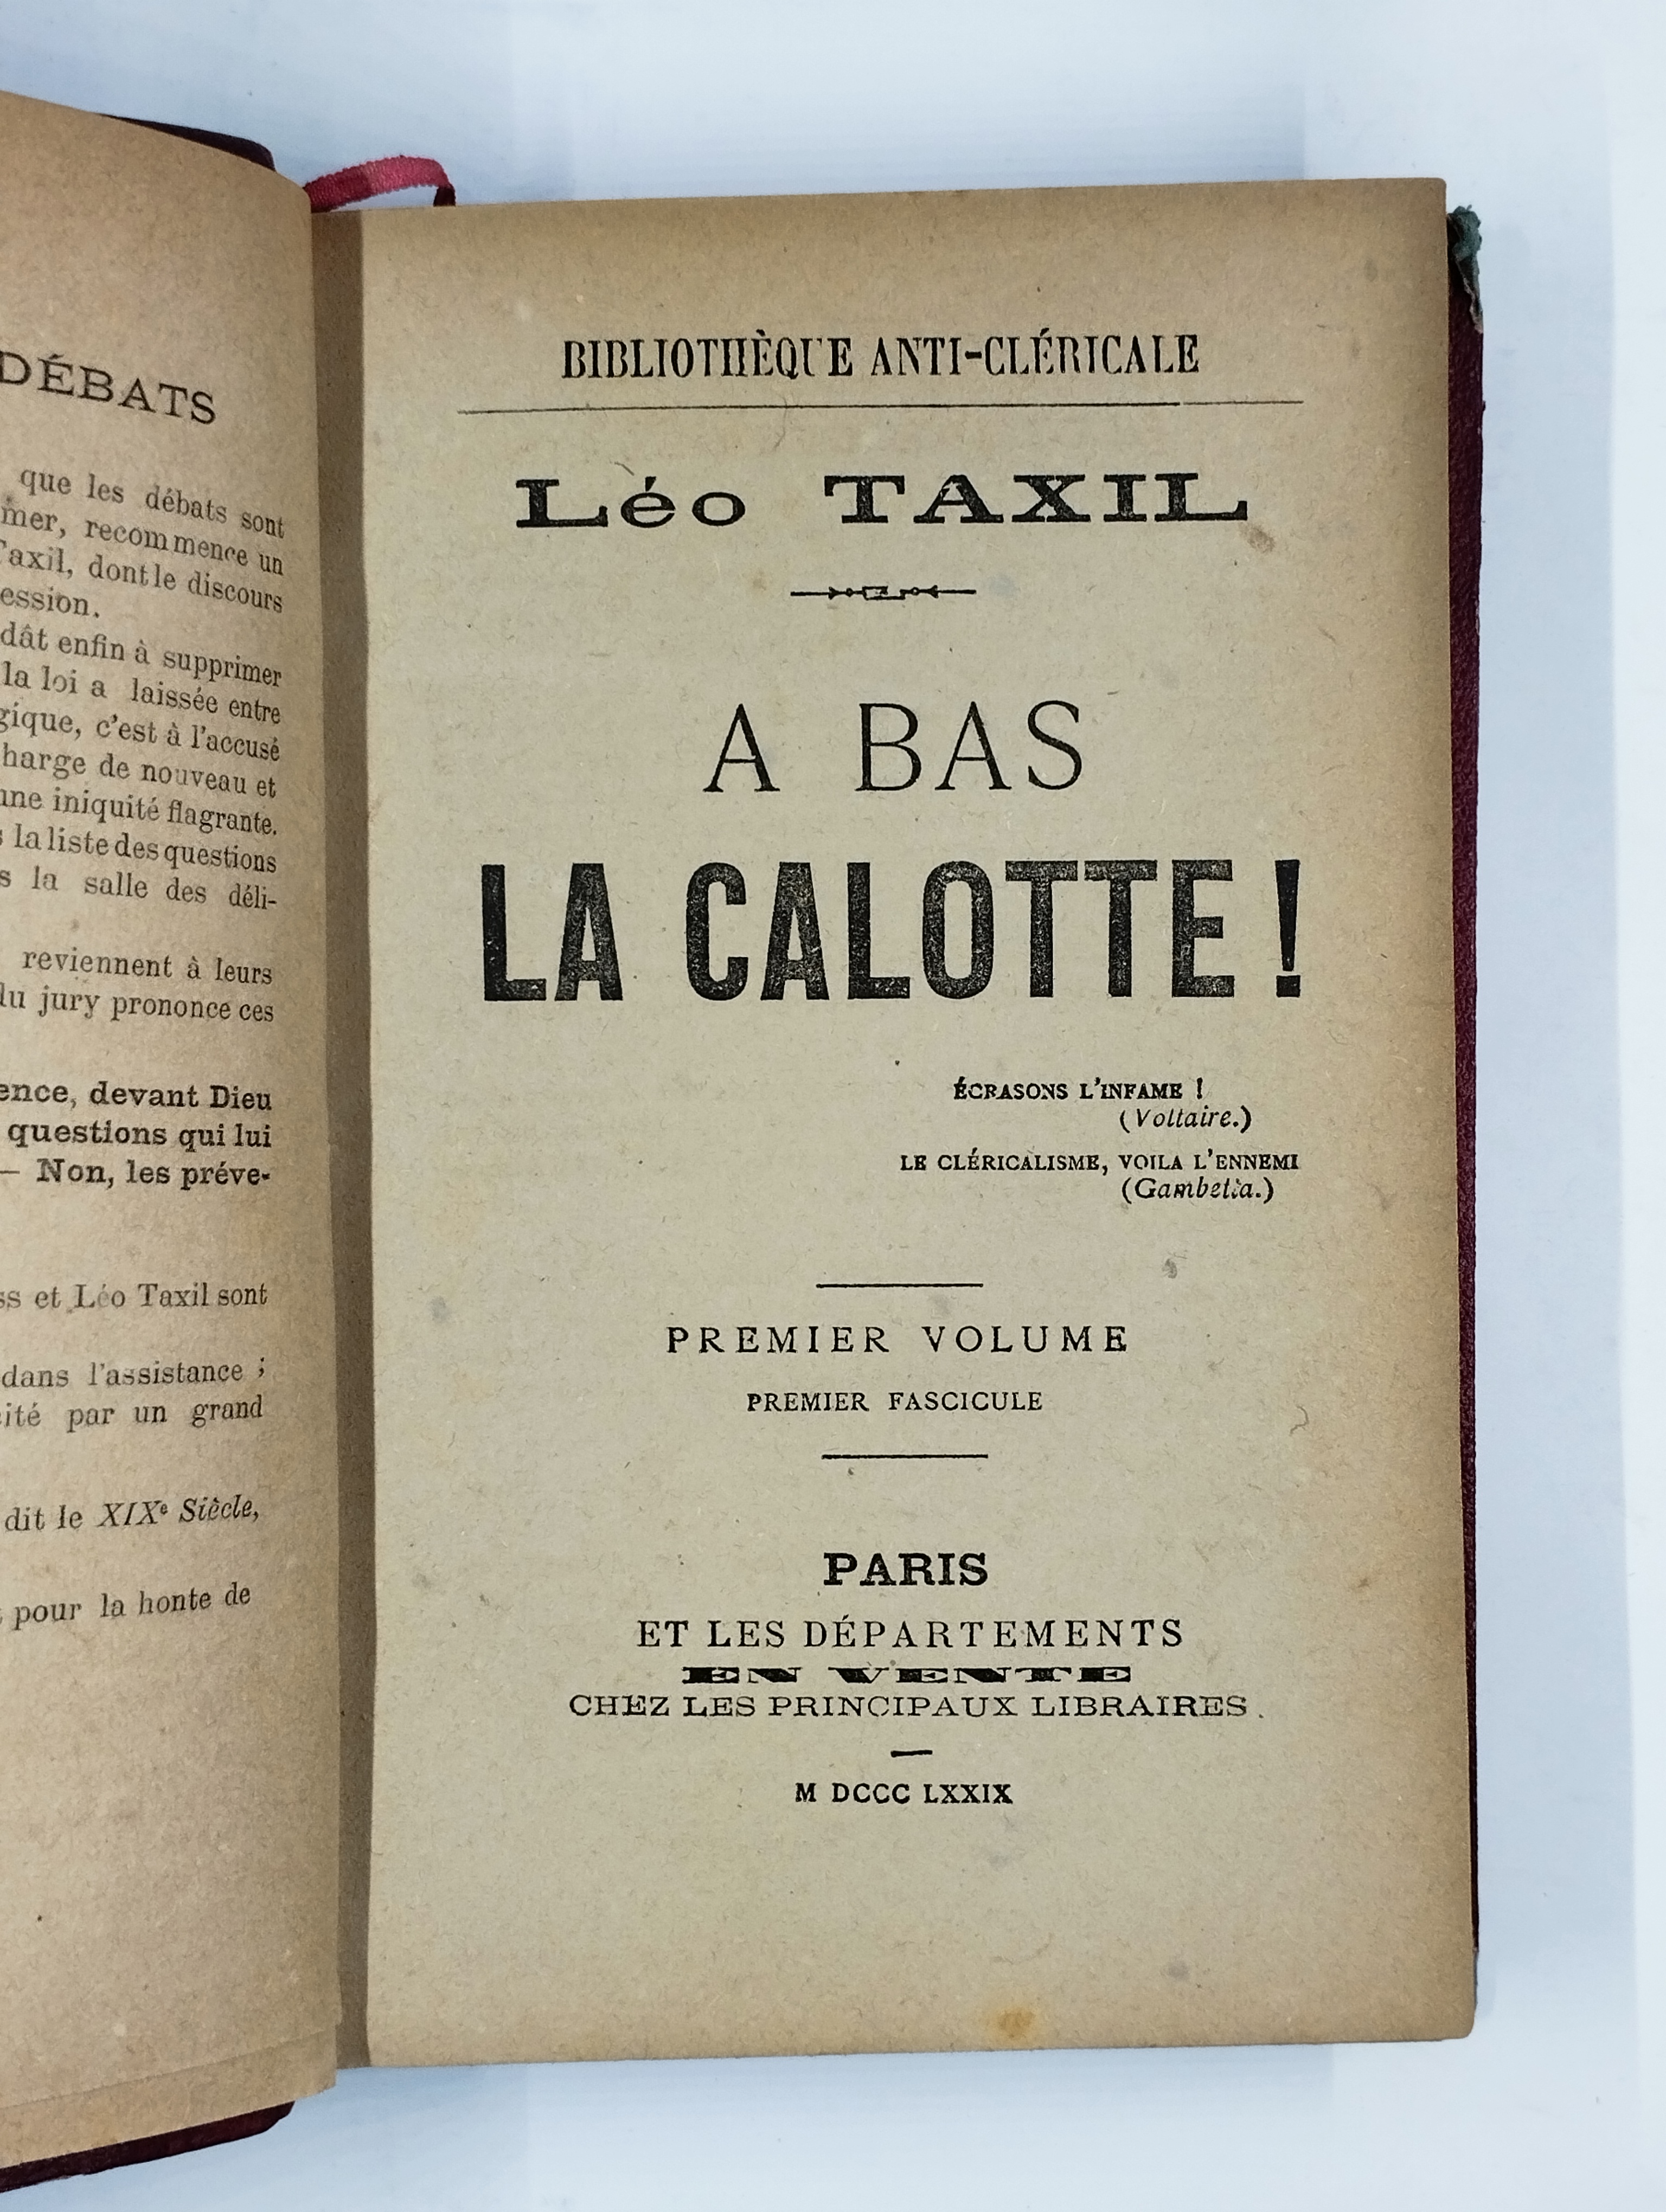 DÉBATS
que les débats sont
mer, recommence un
Taxil, dont le discours
ession.
dât enfin à supprimer
la loi a laissée entre
gique, c'est à l'accusé
harge de nouveau et
une iniquité flagrante.
s la liste des questions
s la salle des déli-
reviennent à leurs
du jury prononce ces
ence, devant Dieu
questions qui lui
— Non, les préve-
ss et Léo Taxil sont
dans l'assistance ;
cité par un grand
dit le XIXe Siècle,
pour la honte de
BIBLIOTHÈQUE ANTI-CLÉRICALE
Léo TAXIL
A BAS
LA CALOTTE !
ÉCRASONS L'INFAME !
(Voltaire.)
LE CLÉRICALISME, VOILA L'ENNEMI
(Gambetta.)
PREMIER VOLUME
PREMIER FASCICULE
PARIS
ET LES DÉPARTEMENTS
EN VENTE
CHEZ LES PRINCIPAUX LIBRAIRES.
M DCCC LXXIX